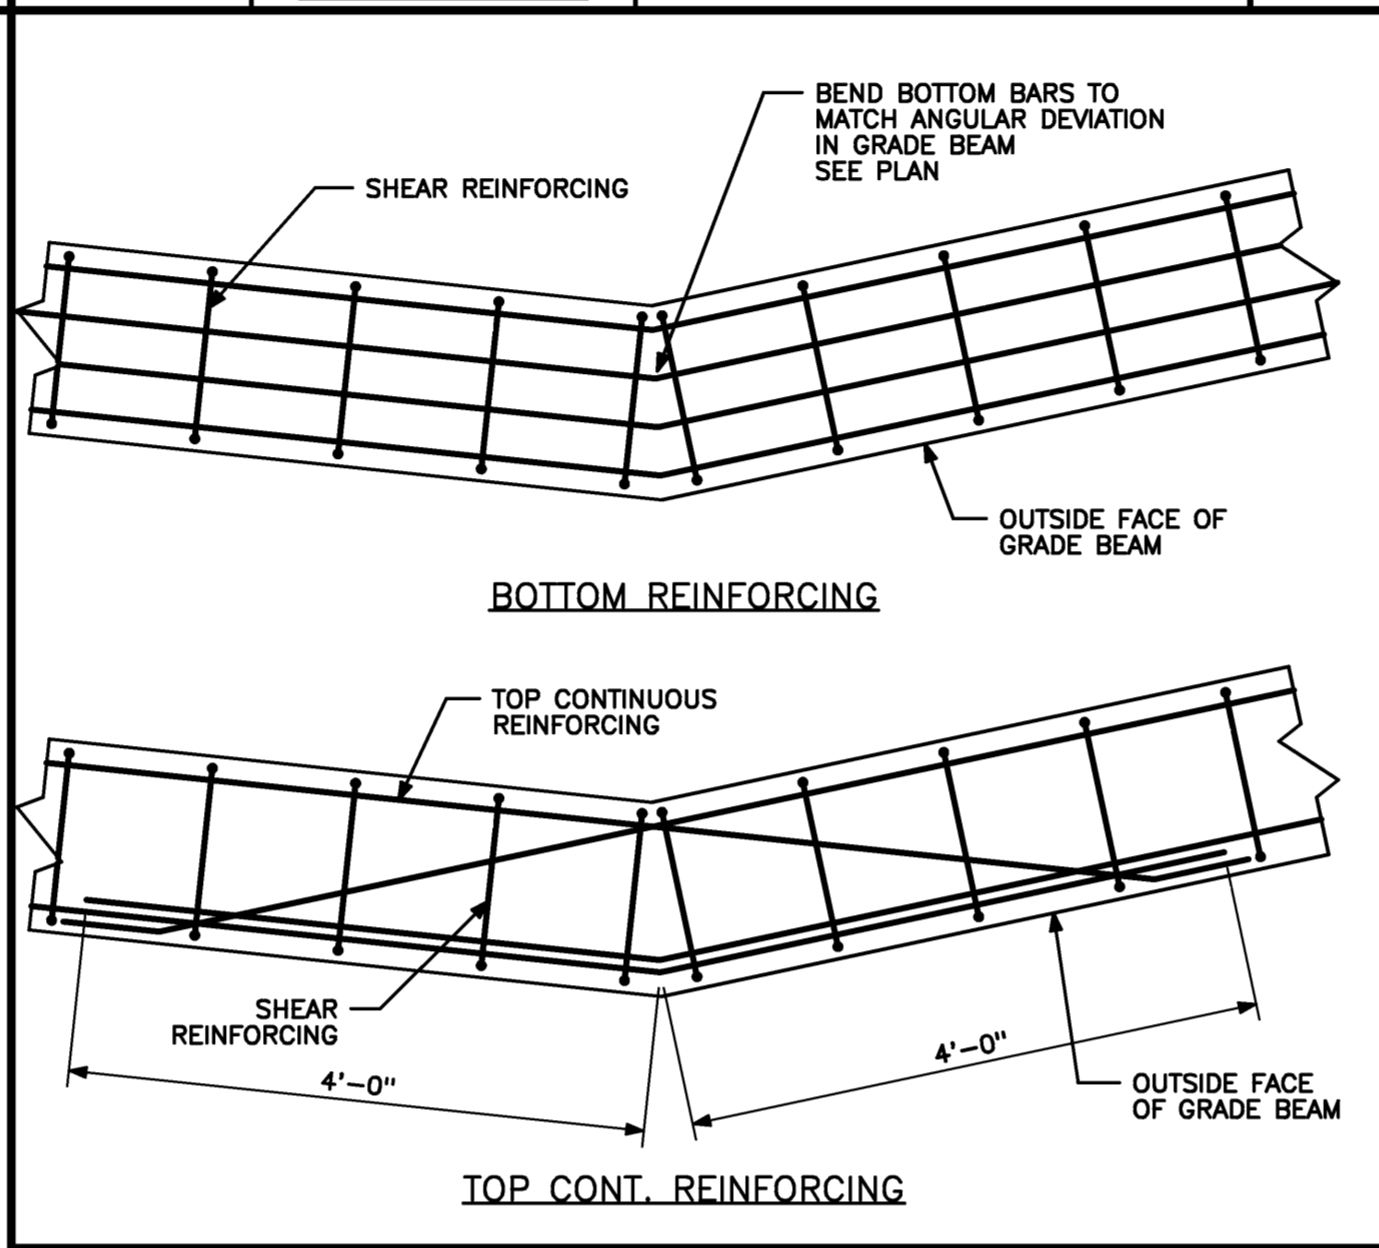 BEND BOTTOM BARS TO
MATCH ANGULAR DEVIATION
IN GRADE BEAM
SEE PLAN
SHEAR REINFORCING
OUTSIDE FACE OF
GRADE BEAM
BOTTOM REINFORCING
TOP CONTINUOUS
REINFORCING
SHEAR
REINFORCING
4'-0"
4'-0"
OUTSIDE FACE
OF GRADE BEAM
TOP CONT. REINFORCING